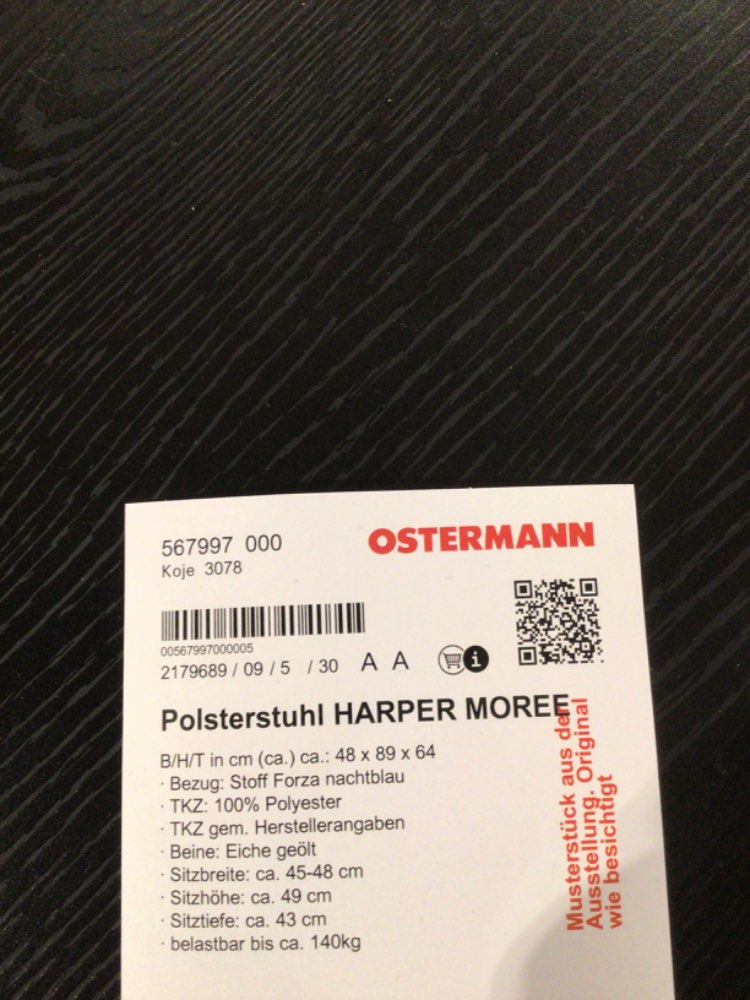 567997 000
OSTERMANN
Koje 3078
00567997000005
2179689 / 09 / 5 / 30 A A
i
Polsterstuhl HARPER MOREE
B/H/T in cm (ca.) ca.: 48 x 89 x 64
· Bezug: Stoff Forza nachtblau
· TKZ: 100% Polyester
· TKZ gem. Herstellerangaben
· Beine: Eiche geölt
· Sitzbreite: ca. 45-48 cm
· Sitzhöhe: ca. 49 cm
· Sitztiefe: ca. 43 cm
· belastbar bis ca. 140kg
Musterstück aus der
Ausstellung. Original
wie besichtigt